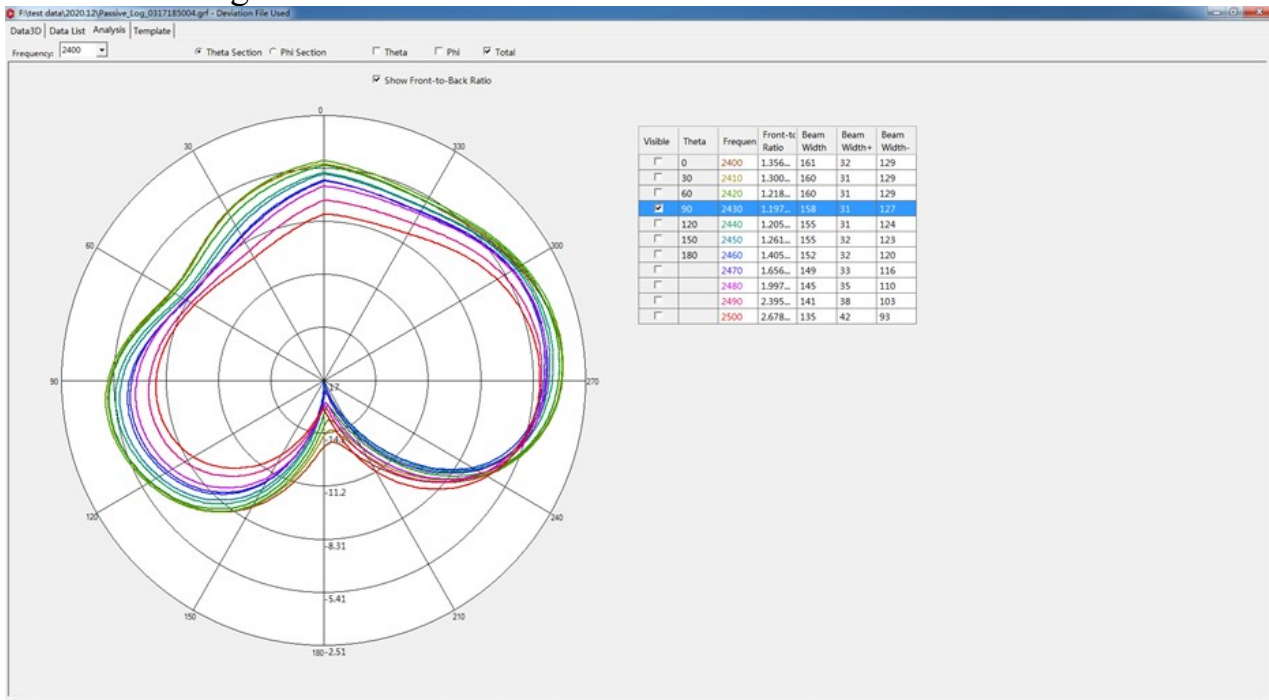 F:\test data\2020.12\Passive_Log_0317185004.grf - Deviation File Used
Data3D Data List Analysis Template
Frequency: 2400 Theta Section Phi Section Theta Phi Total
Show Front-to-Back Ratio
0
30 330
60 300
90 270
120 240
150 210
180 -2.51
-17
-11.2
-8.31
-5.41
Visible Theta Frequen Front-to Ratio Beam Width Beam Width+ Beam Width-
0 2400 1.356... 161 32 129
30 2410 1.300... 160 31 129
60 2420 1.218... 160 31 129
90 2430 1.197... 158 31 127
120 2440 1.205... 155 31 124
150 2450 1.261... 155 32 123
180 2460 1.405... 152 32 120
2470 1.656... 149 33 116
2480 1.997... 145 35 110
2490 2.395... 141 38 103
2500 2.678... 135 42 93